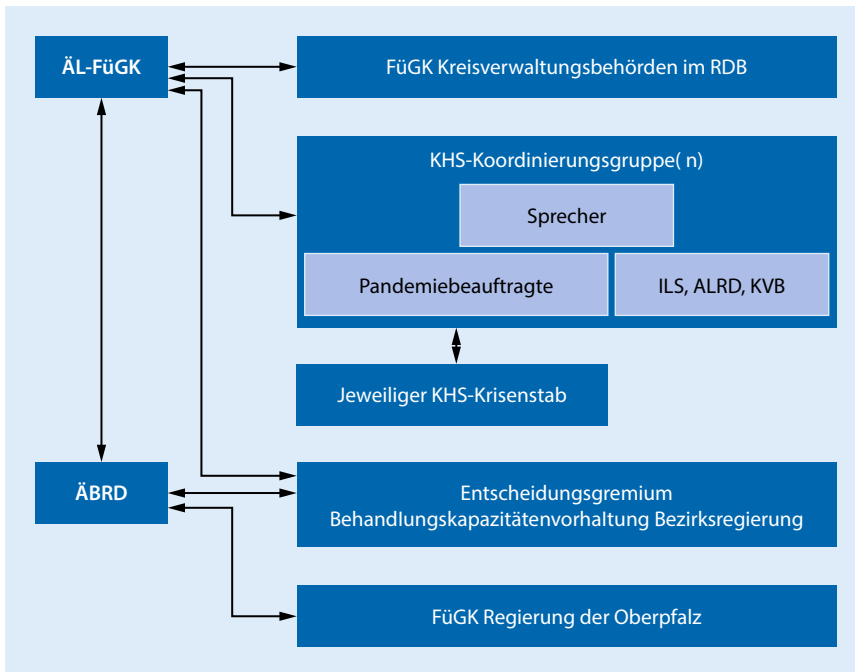 ÄL-FüGK
FüGK Kreisverwaltungsbehörden im RDB
KHS-Koordinierungsgruppe( n)
Sprecher
Pandemiebeauftragte
ILS, ALRD, KVB
Jeweiliger KHS-Krisenstab
ÄBRD
Entscheidungsgremium
Behandlungskapazitätenvorhaltung Bezirksregierung
FüGK Regierung der Oberpfalz